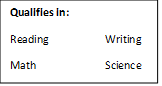 Qualifies in:
Reading Writing
Math Science